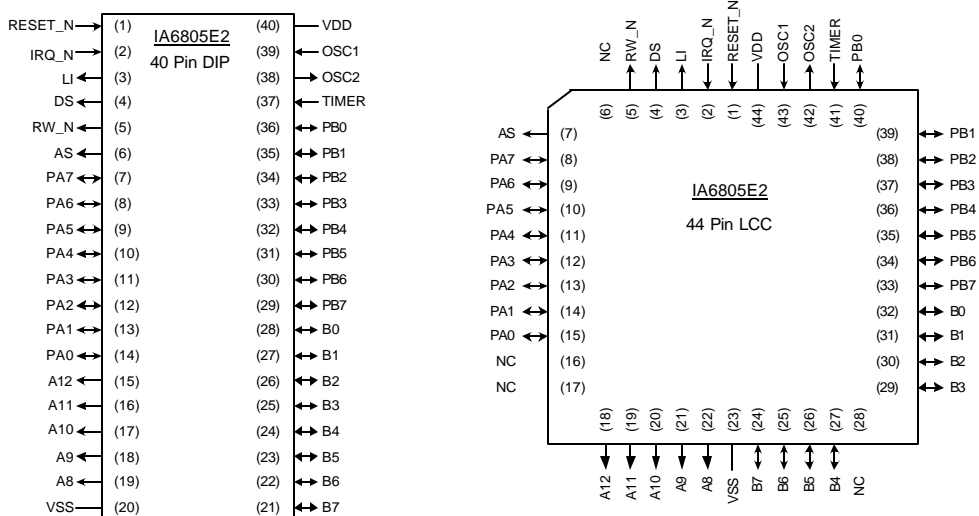 RESET_N (1) (40) VDD
IRQ_N (2) IA6805E2 (39) OSC1
LI (3) 40 Pin DIP (38) OSC2
DS (4) (37) TIMER
RW_N (5) (36) PB0
AS (6) (35) PB1
PA7 (7) (34) PB2
PA6 (8) (33) PB3
PA5 (9) (32) PB4
PA4 (10) (31) PB5
PA3 (11) (30) PB6
PA2 (12) (29) PB7
PA1 (13) (28) B0
PA0 (14) (27) B1
A12 (15) (26) B2
A11 (16) (25) B3
A10 (17) (24) B4
A9 (18) (23) B5
A8 (19) (22) B6
VSS (20) (21) B7
NC RW_N DS LI IRQ_N RESET_N VDD OSC1 OSC2 TIMER PB0
(6) (5) (4) (3) (2) (1) (44) (43) (42) (41) (40)
AS (7) (39) PB1
PA7 (8) (38) PB2
PA6 (9) IA6805E2 (37) PB3
PA5 (10) 44 Pin LCC (36) PB4
PA4 (11) (35) PB5
PA3 (12) (34) PB6
PA2 (13) (33) PB7
PA1 (14) (32) B0
PA0 (15) (31) B1
NC (16) (30) B2
NC (17) (29) B3
(18) (19) (20) (21) (22) (23) (24) (25) (26) (27) (28)
A12 A11 A10 A9 A8 VSS B7 B6 B5 B4 NC